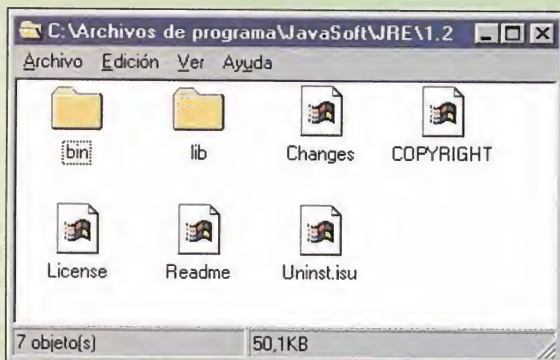 C:\Archivos de programa\JavaSoft\JRE\1.2
Archivo Edición Ver Ayuda
bin lib Changes COPYRIGHT
License Readme Uninst.isu
7 objeto(s) 50,1KB